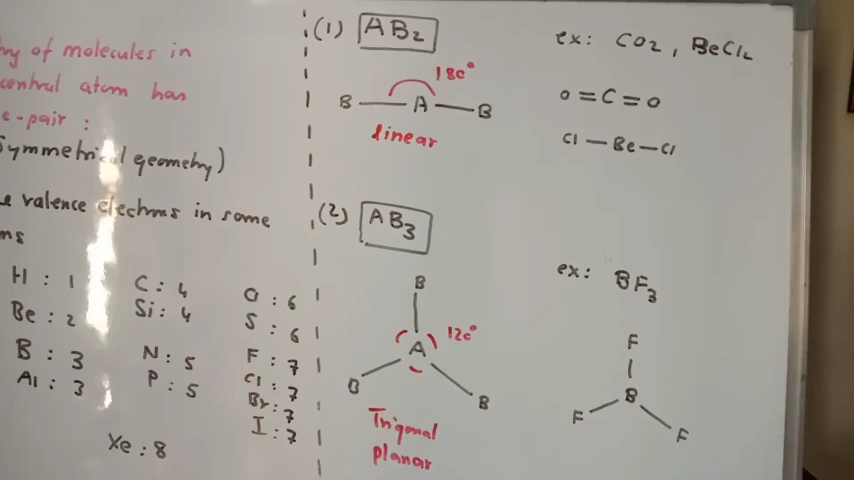 ry of molecules in
central atom has
e-pair :
Symmetrical geometry)
e valence electrons in some
ms
H : 1
Be : 2
B : 3
Al : 3
C : 4
Si : 4
N : 5
P : 5
O : 6
S : 6
F : 7
Cl : 7
Br : 7
I : 7
Xe : 8
(1) AB2
180°
B — A — B
linear
ex: CO2, BeCl2
O = C = O
Cl — Be — Cl
(2) AB3
B
A 120°
B B
Trigonal
planar
ex: BF3
F
B
F F